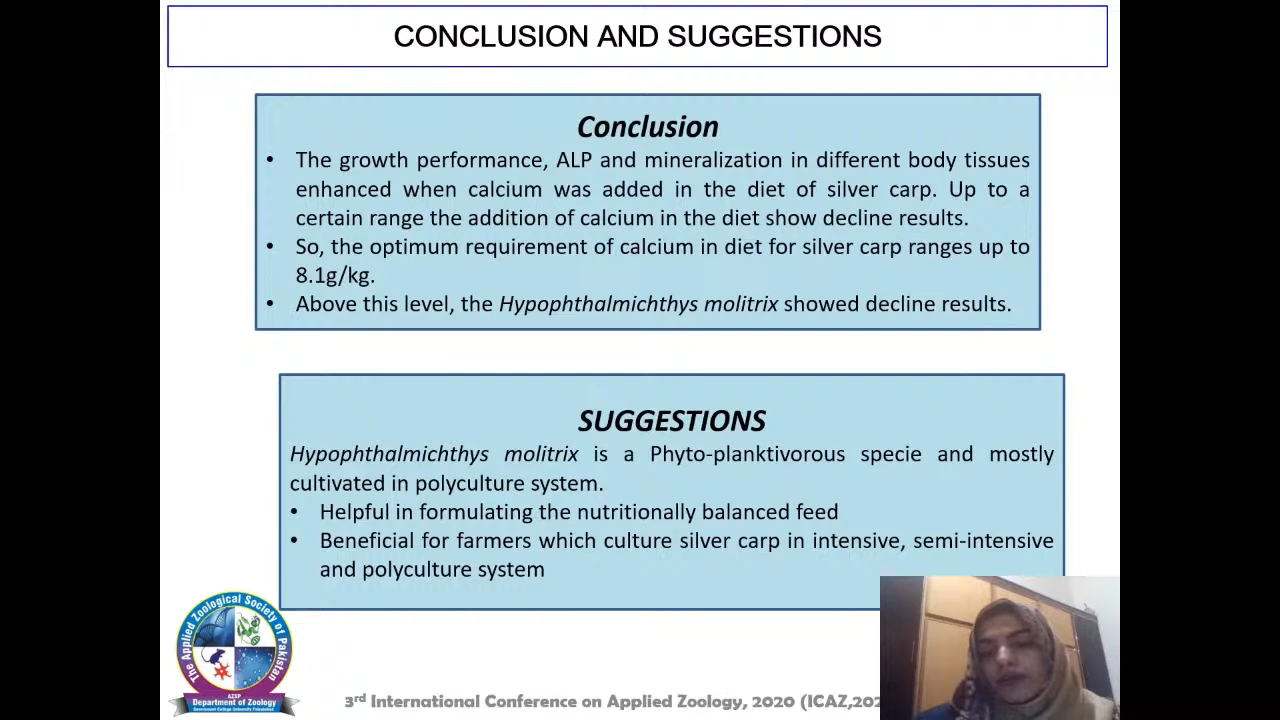 CONCLUSION AND SUGGESTIONS
Conclusion
• The growth performance, ALP and mineralization in different body tissues
enhanced when calcium was added in the diet of silver carp. Up to a
certain range the addition of calcium in the diet show decline results.
• So, the optimum requirement of calcium in diet for silver carp ranges up to
8.1g/kg.
• Above this level, the Hypophthalmichthys molitrix showed decline results.
SUGGESTIONS
Hypophthalmichthys molitrix is a Phyto-planktivorous specie and mostly
cultivated in polyculture system.
• Helpful in formulating the nutritionally balanced feed
• Beneficial for farmers which culture silver carp in intensive, semi-intensive
and polyculture system
The Applied Zoological Society of Pakistan
AZSP
Department of Zoology
Government College University Faisalabad
3rd International Conference on Applied Zoology, 2020 (ICAZ,202